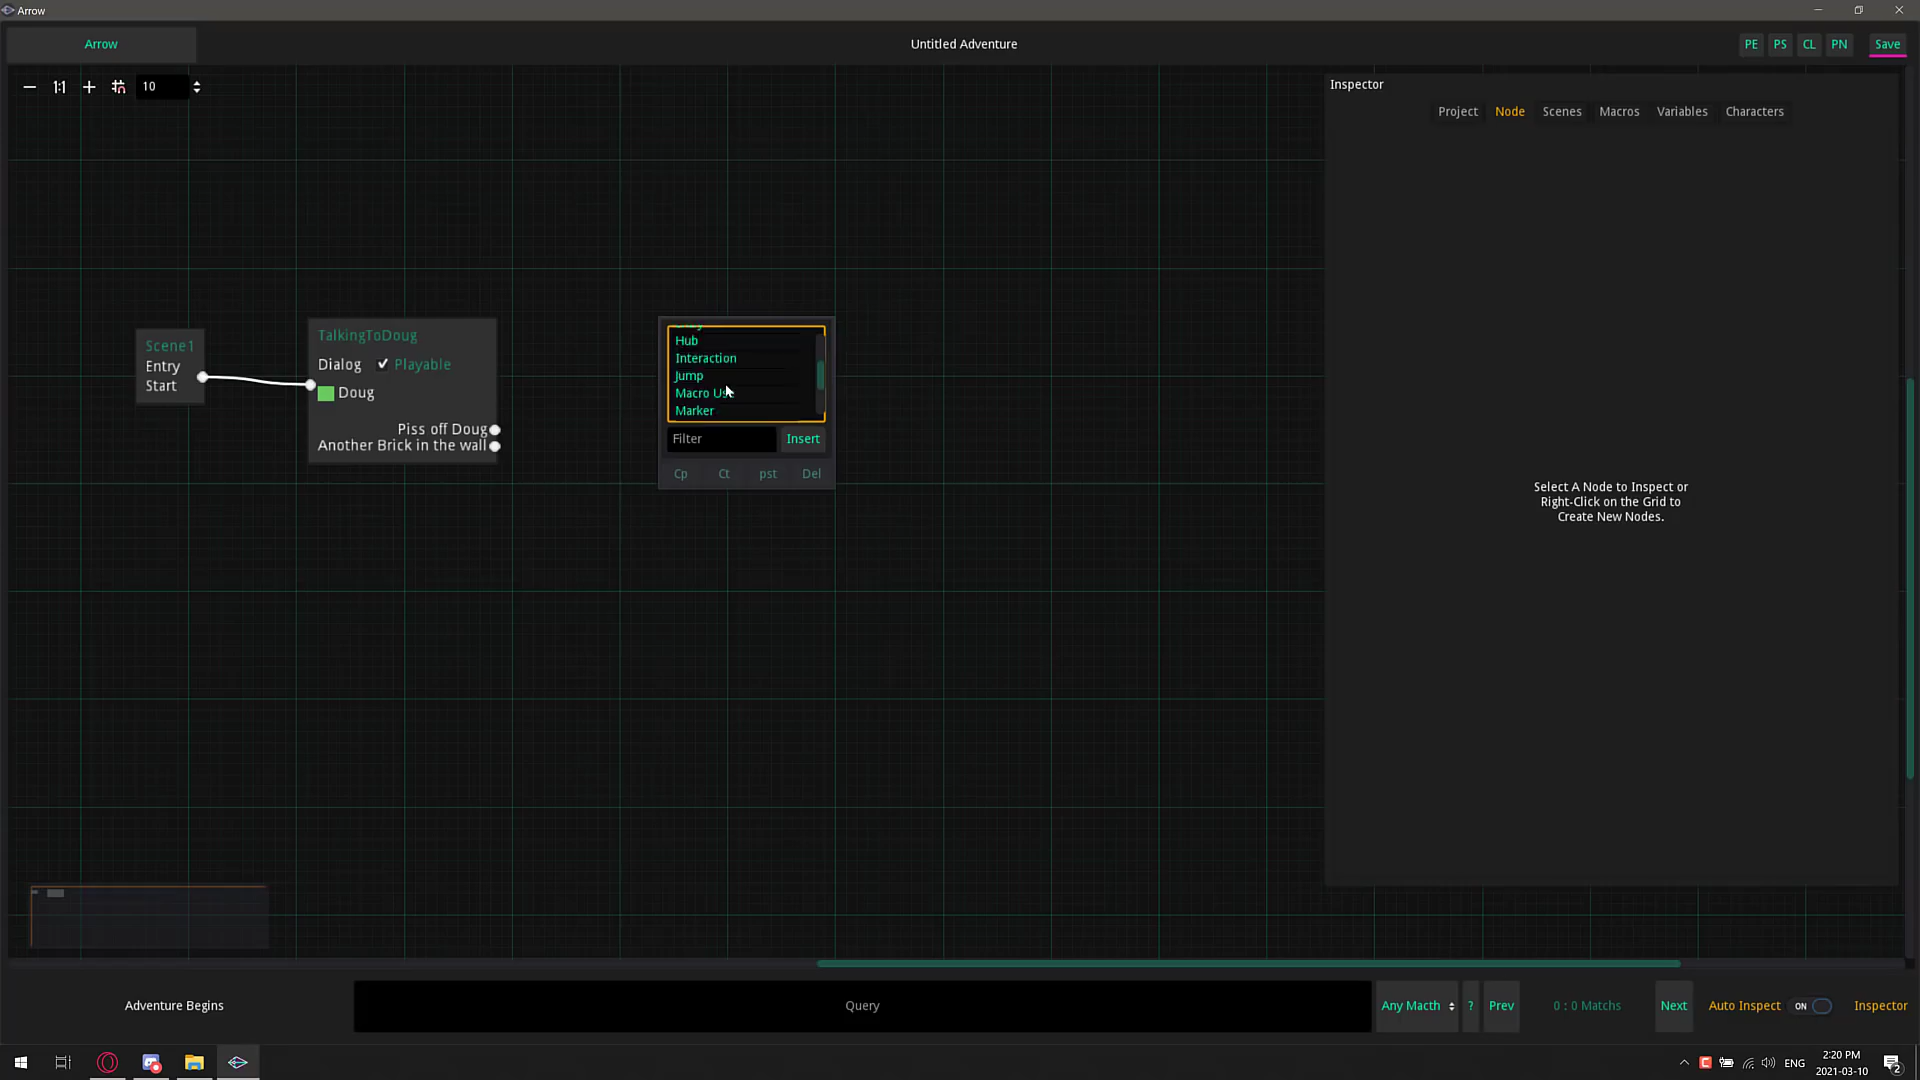 Arrow
Arrow
Untitled Adventure
PE PS CL PN Save
1:1 10
Inspector
Project Node Scenes Macros Variables Characters
Scene1
Entry
Start
TalkingToDoug
Dialog Playable
Doug
Piss off Doug
Another Brick in the wall
Hub
Interaction
Jump
Macro Use
Marker
Filter Insert
Cp Ct pst Del
Select A Node to Inspect or
Right-Click on the Grid to
Create New Nodes.
Adventure Begins
Query
Any Macth ? Prev 0 : 0 Matchs Next Auto Inspect ON Inspector
ENG
2:20 PM
2021-03-10
2